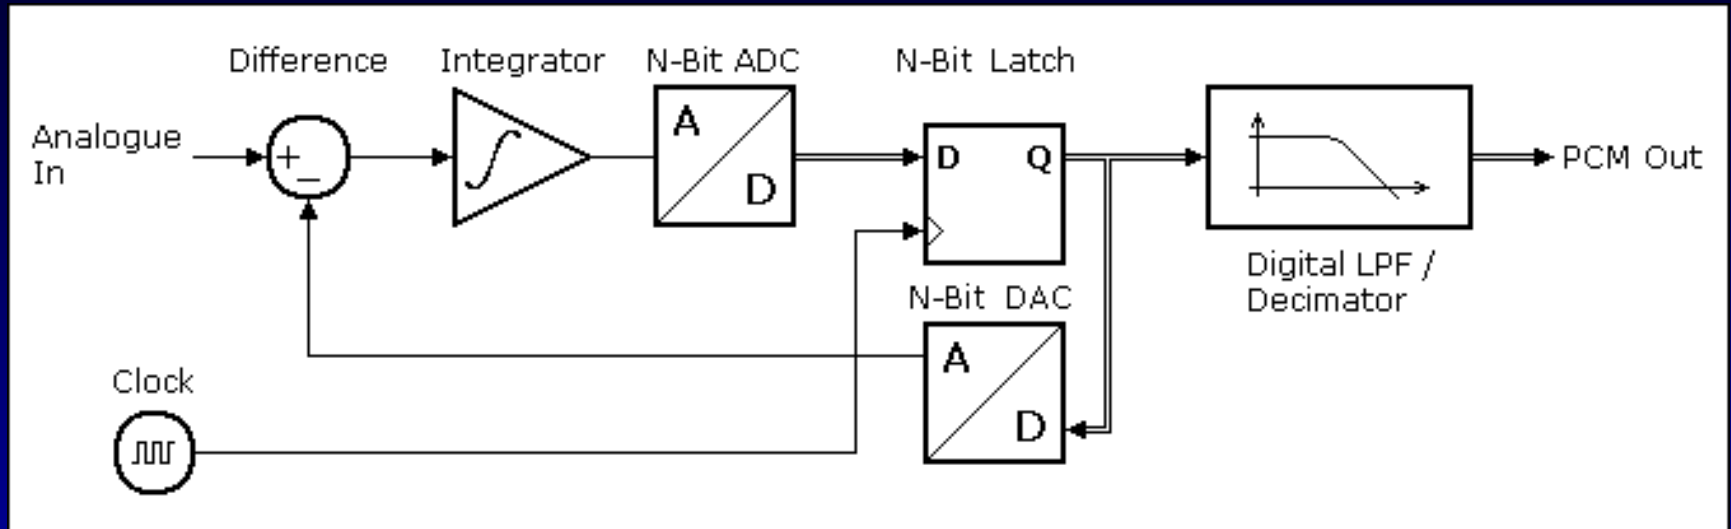 Difference
Integrator
N-Bit ADC
N-Bit Latch
Analogue
In
+
−
∫
A
D
D
Q
PCM Out
Digital LPF /
Decimator
N-Bit DAC
A
D
Clock